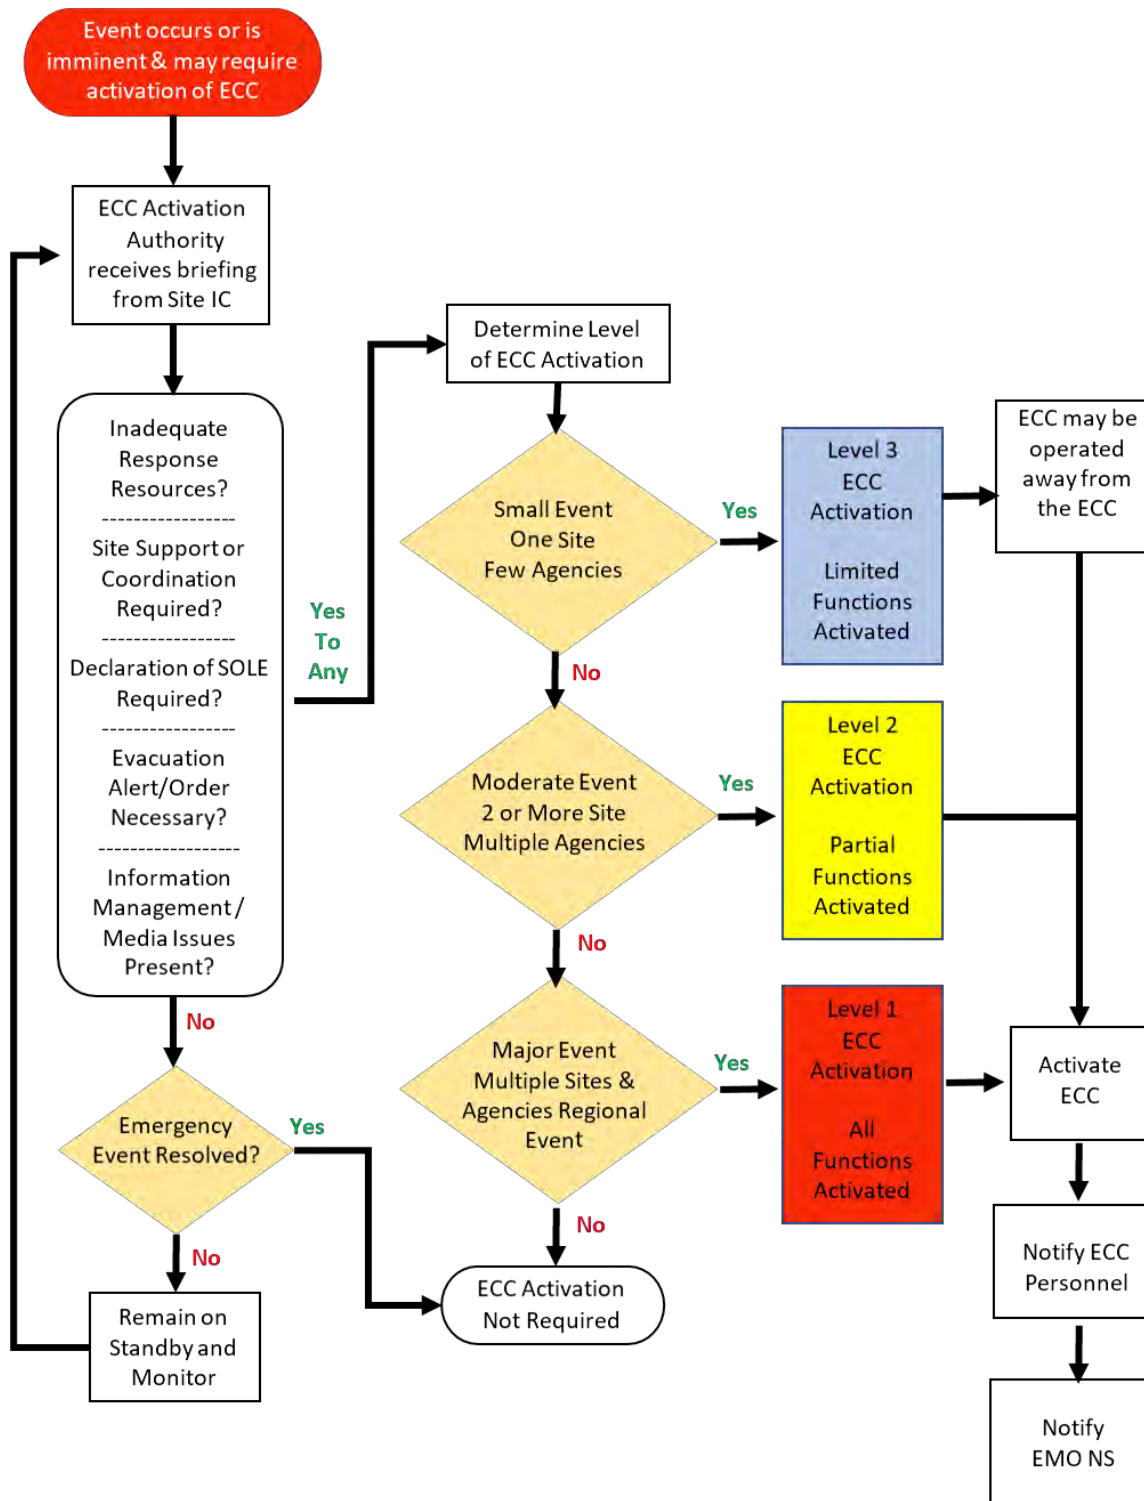 Event occurs or is
imminent & may require
activation of ECC
ECC Activation
Authority
receives briefing
from Site IC
Inadequate
Response
Resources?
-----------------
Site Support or
Coordination
Required?
-----------------
Declaration of SOLE
Required?
-----------------
Evacuation
Alert/Order
Necessary?
------------------
Information
Management /
Media Issues
Present?
Yes
To
Any
No
Emergency
Event Resolved?
Yes
No
Remain on
Standby and
Monitor
Determine Level
of ECC Activation
Small Event
One Site
Few Agencies
Yes
No
Moderate Event
2 or More Site
Multiple Agencies
Yes
No
Major Event
Multiple Sites &
Agencies Regional
Event
Yes
No
ECC Activation
Not Required
Level 3
ECC
Activation
Limited
Functions
Activated
Level 2
ECC
Activation
Partial
Functions
Activated
Level 1
ECC
Activation
All
Functions
Activated
ECC may be
operated
away from
the ECC
Activate
ECC
Notify ECC
Personnel
Notify
EMO NS